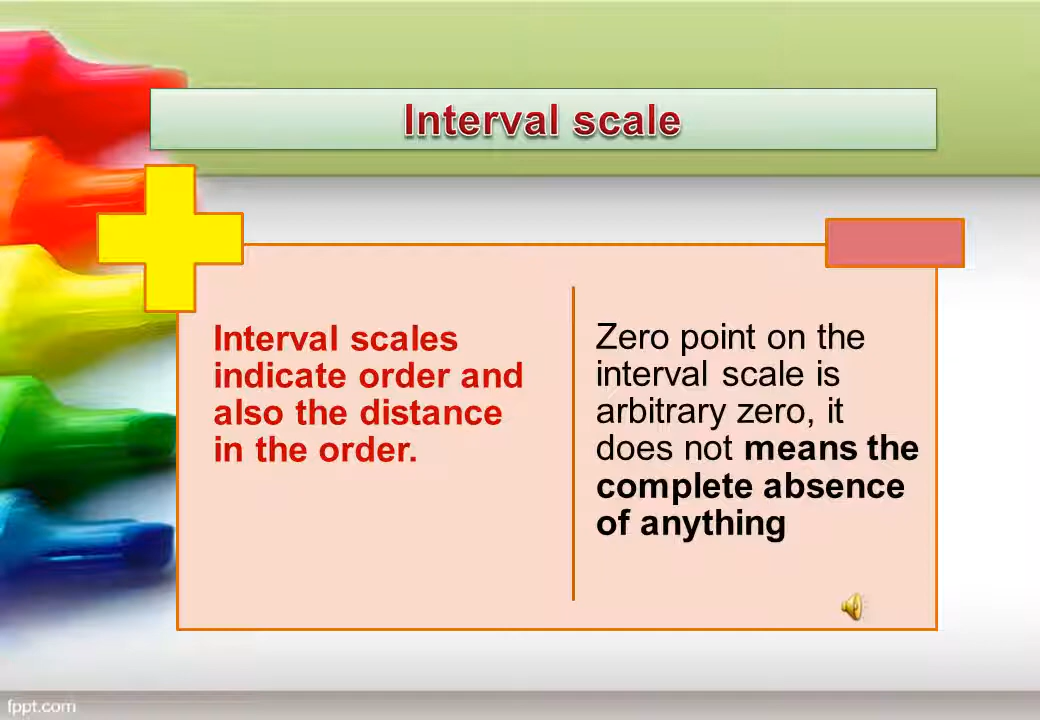 Interval scale
Interval scales
indicate order and
also the distance
in the order.
Zero point on the
interval scale is
arbitrary zero, it
does not means the
complete absence
of anything
fppt.com